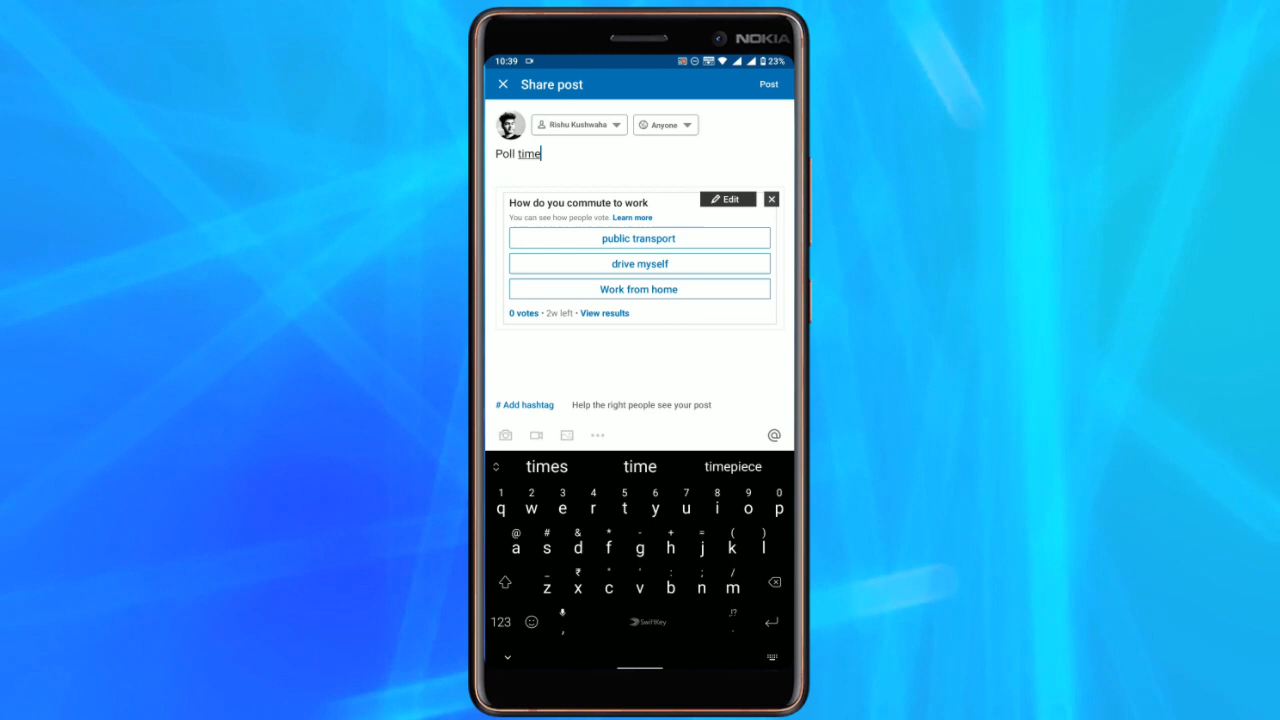 NOKIA
10:39 23%
Share post Post
Rishu Kushwaha Anyone
Poll time
How do you commute to work Edit
You can see how people vote. Learn more
public transport
drive myself
Work from home
0 votes • 2w left • View results
# Add hashtag Help the right people see your post
@
times time timepiece
1 2 3 4 5 6 7 8 9 0
q w e r t y u i o p
@ # & * - + = ( )
a s d f g h j k l
_ ₹ " ' : ; /
z x c v b n m
123 , SwiftKey ,!? .